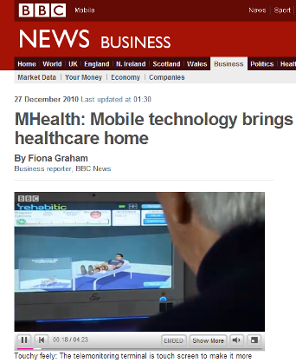 BBC Mobile News Sport
NEWS BUSINESS
Home World UK England N. Ireland Scotland Wales Business Politics Healt
Market Data Your Money Economy Companies
27 December 2010 Last updated at 01:30
MHealth: Mobile technology brings
healthcare home
By Fiona Graham
Business reporter, BBC News
BBC
rehabitic
00:18 / 04:23 EMBED Show More
Touchy feely: The telemonitoring terminal is touch screen to make it more